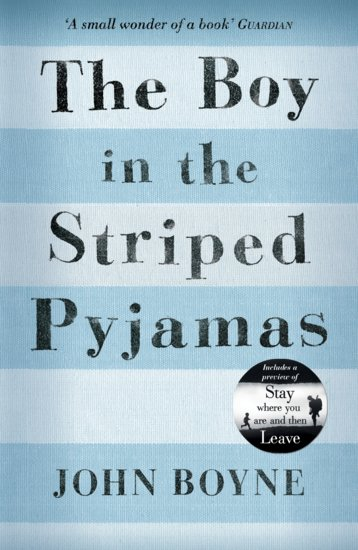 ‘A small wonder of a book’ GUARDIAN
The Boy
in the
Striped
Pyjamas
Includes a
preview of
Stay
where you
are and then
Leave
JOHN BOYNE